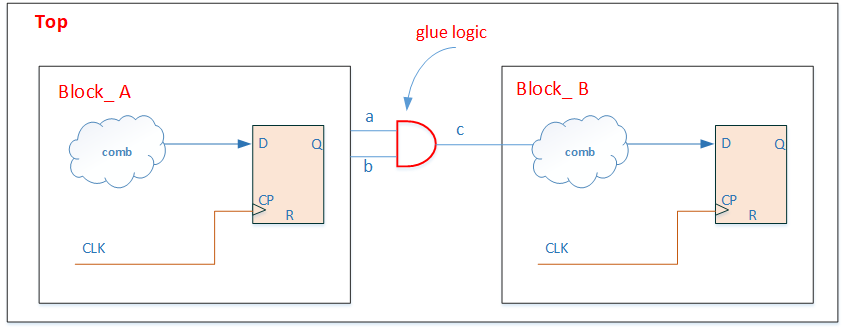 Top
glue logic
Block_ A
Block_ B
a
b
c
comb
D
Q
CP
R
CLK
comb
D
Q
CP
R
CLK